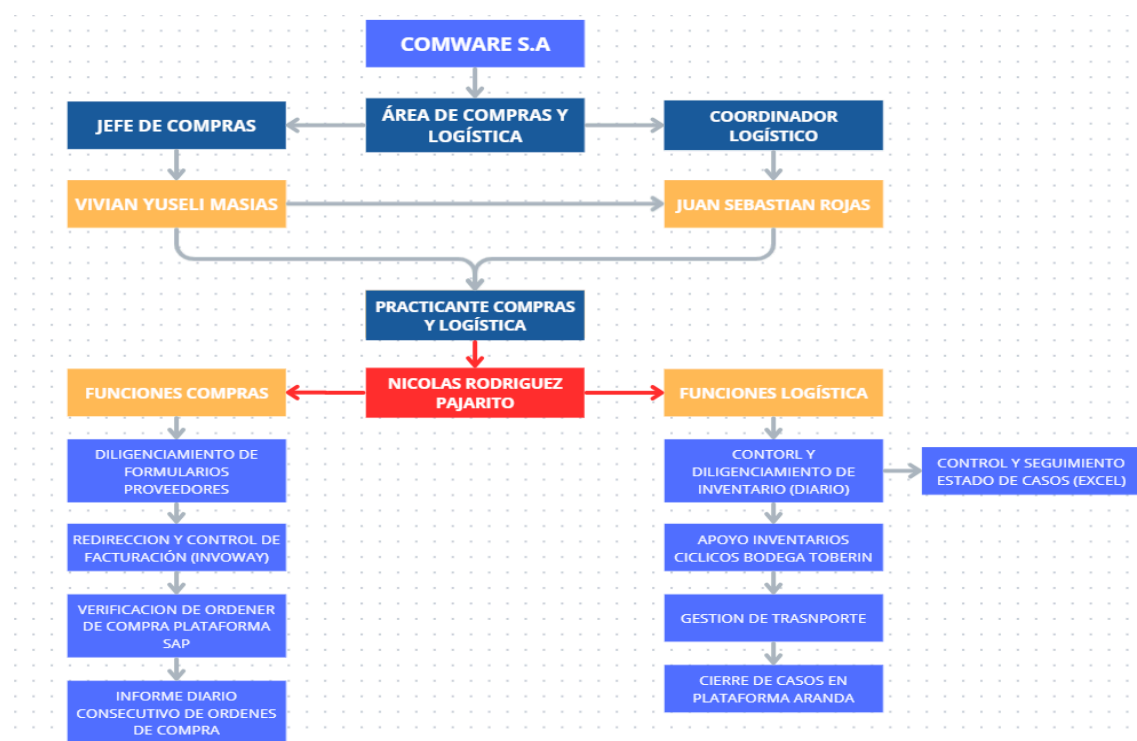 COMWARE S.A
JEFE DE COMPRAS
ÁREA DE COMPRAS Y
LOGÍSTICA
COORDINADOR
LOGÍSTICO
VIVIAN YUSELI MASIAS
JUAN SEBASTIAN ROJAS
PRACTICANTE COMPRAS
Y LOGÍSTICA
FUNCIONES COMPRAS
NICOLAS RODRIGUEZ
PAJARITO
FUNCIONES LOGÍSTICA
DILIGENCIAMIENTO DE
FORMULARIOS
PROVEEDORES
CONTORL Y
DILIGENCIAMIENTO DE
INVENTARIO (DIARIO)
CONTROL Y SEGUIMIENTO
ESTADO DE CASOS (EXCEL)
REDIRECCION Y CONTROL DE
FACTURACIÓN (INVOWAY)
APOYO INVENTARIOS
CICLICOS BODEGA TOBERIN
VERIFICACION DE ORDENER
DE COMPRA PLATAFORMA
SAP
GESTION DE TRASNPORTE
INFORME DIARIO
CONSECUTIVO DE ORDENES
DE COMPRA
CIERRE DE CASOS EN
PLATAFORMA ARANDA